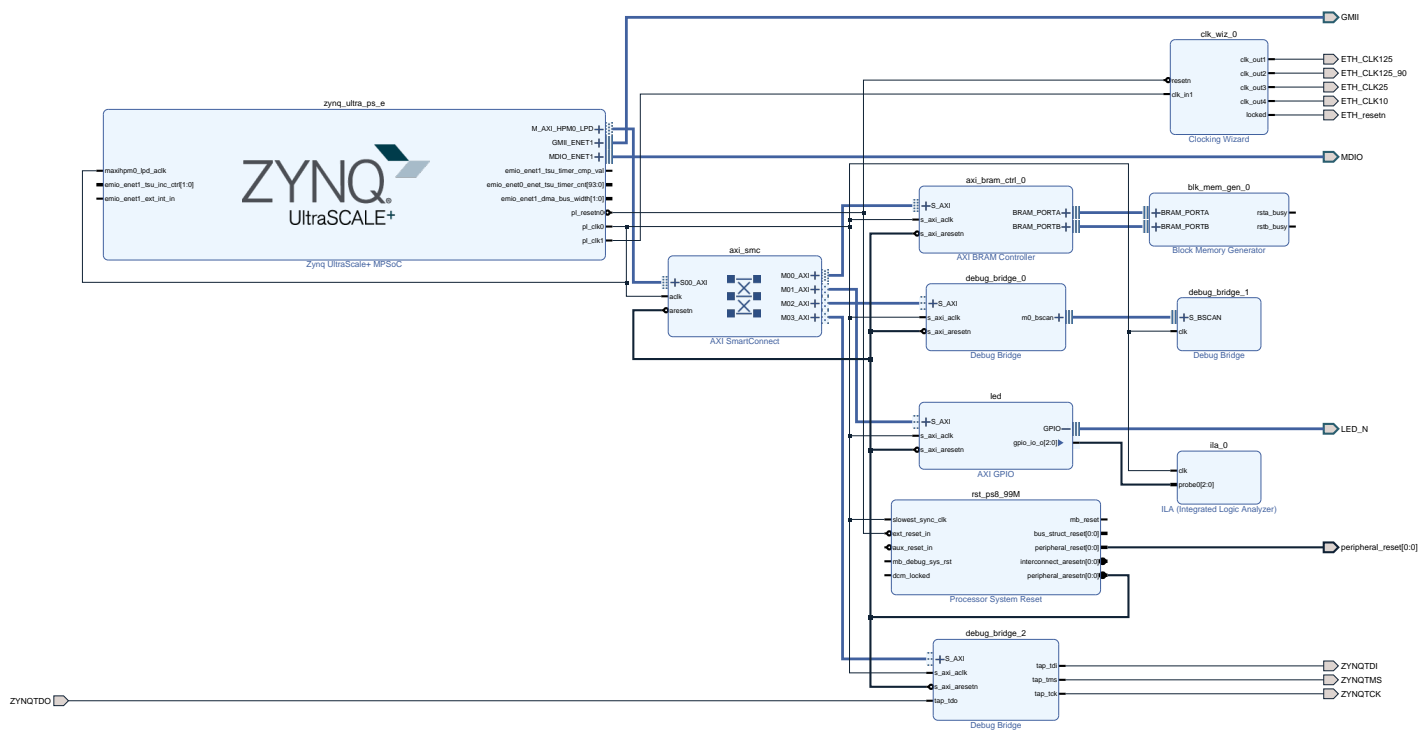 GMII
clk_wiz_0
clk_out1
ETH_CLK125
clk_out2
ETH_CLK125_90
resetn
clk_out3
ETH_CLK25
clk_in1
clk_out4
ETH_CLK10
locked
ETH_resetn
Clocking Wizard
zynq_ultra_ps_e
M_AXI_HPM0_LPD
GMII_ENET1
MDIO_ENET1
MDIO
maxihpm0_lpd_aclk
emio_enet1_tsu_timer_cmp_val
emio_enet1_tsu_inc_ctrl[1:0]
emio_enet0_enet_tsu_timer_cnt[93:0]
emio_enet1_ext_int_in
emio_enet1_dma_bus_width[1:0]
pl_resetn0
pl_clk0
pl_clk1
ZYNQ
UltraSCALE+
Zynq UltraScale+ MPSoC
axi_bram_ctrl_0
S_AXI
BRAM_PORTA
s_axi_aclk
BRAM_PORTB
s_axi_aresetn
AXI BRAM Controller
blk_mem_gen_0
BRAM_PORTA
rsta_busy
BRAM_PORTB
rstb_busy
Block Memory Generator
axi_smc
S00_AXI
M00_AXI
aclk
M01_AXI
aresetn
M02_AXI
M03_AXI
AXI SmartConnect
debug_bridge_0
S_AXI
s_axi_aclk
m0_bscan
s_axi_aresetn
Debug Bridge
debug_bridge_1
S_BSCAN
clk
Debug Bridge
led
S_AXI
GPIO
LED_N
s_axi_aclk
gpio_io_o[2:0]
s_axi_aresetn
AXI GPIO
ila_0
clk
probe0[2:0]
ILA (Integrated Logic Analyzer)
rst_ps8_99M
slowest_sync_clk
mb_reset
ext_reset_in
bus_struct_reset[0:0]
aux_reset_in
peripheral_reset[0:0]
peripheral_reset[0:0]
mb_debug_sys_rst
interconnect_aresetn[0:0]
dcm_locked
peripheral_aresetn[0:0]
Processor System Reset
debug_bridge_2
S_AXI
tap_tdi
ZYNQTDI
s_axi_aclk
tap_tms
ZYNQTMS
s_axi_aresetn
tap_tck
ZYNQTCK
ZYNQTDO
tap_tdo
Debug Bridge